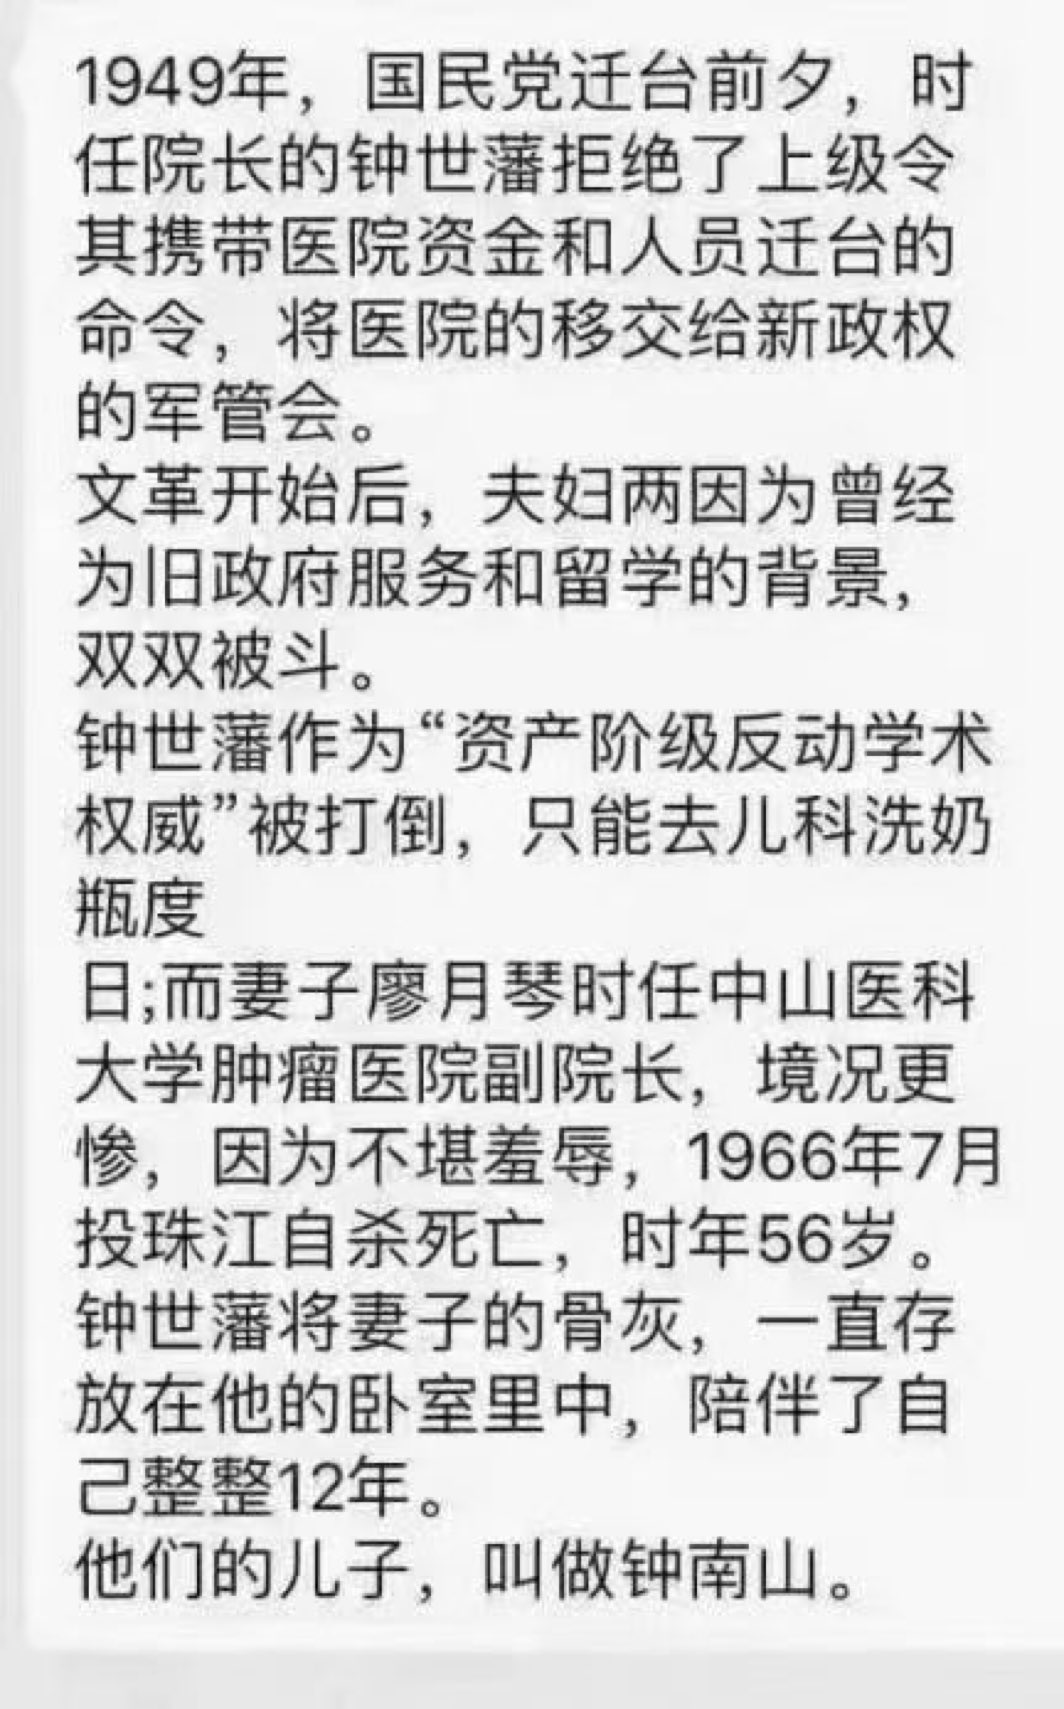 1949年，国民党迁台前夕，时
任院长的钟世藩拒绝了上级令
其携带医院资金和人员迁台的
命令，将医院的移交给新政权
的军管会。
文革开始后，夫妇两因为曾经
为旧政府服务和留学的背景，
双双被斗。
钟世藩作为“资产阶级反动学术
权威”被打倒，只能去儿科洗奶
瓶度
日;而妻子廖月琴时任中山医科
大学肿瘤医院副院长，境况更
惨，因为不堪羞辱，1966年7月
投珠江自杀死亡，时年56岁。
钟世藩将妻子的骨灰，一直存
放在他的卧室里中，陪伴了自
己整整12年。
他们的儿子，叫做钟南山。